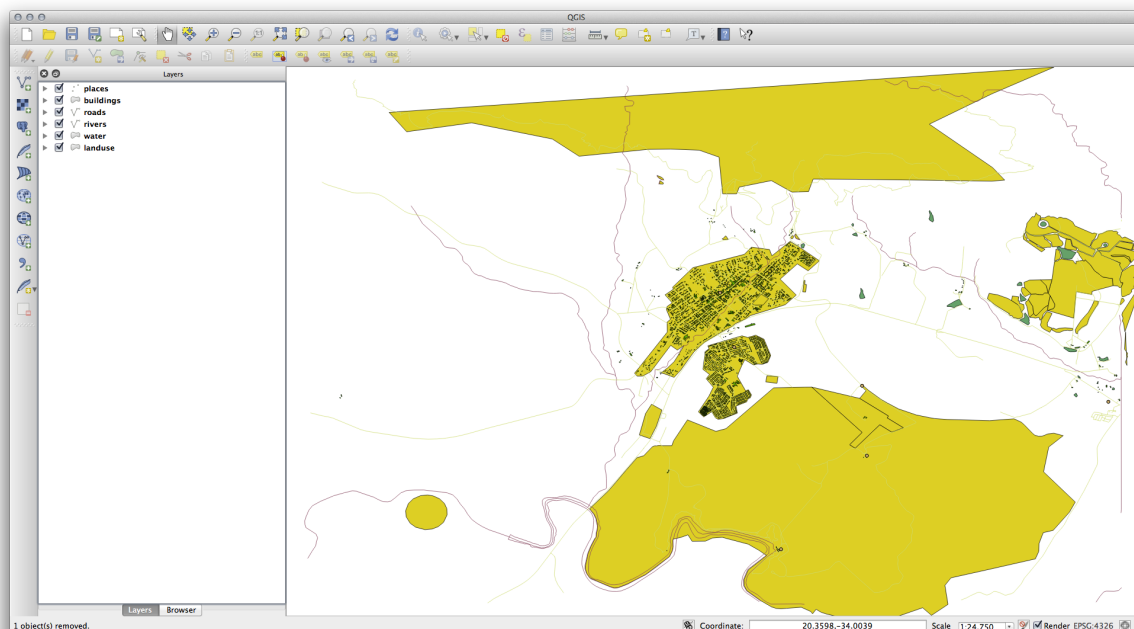 QGIS
Layers
places
buildings
roads
rivers
water
landuse
Layers
Browser
1 object(s) removed.
Coordinate:
20.3598,-34.0039
Scale
1:24,750
Render
EPSG:4326